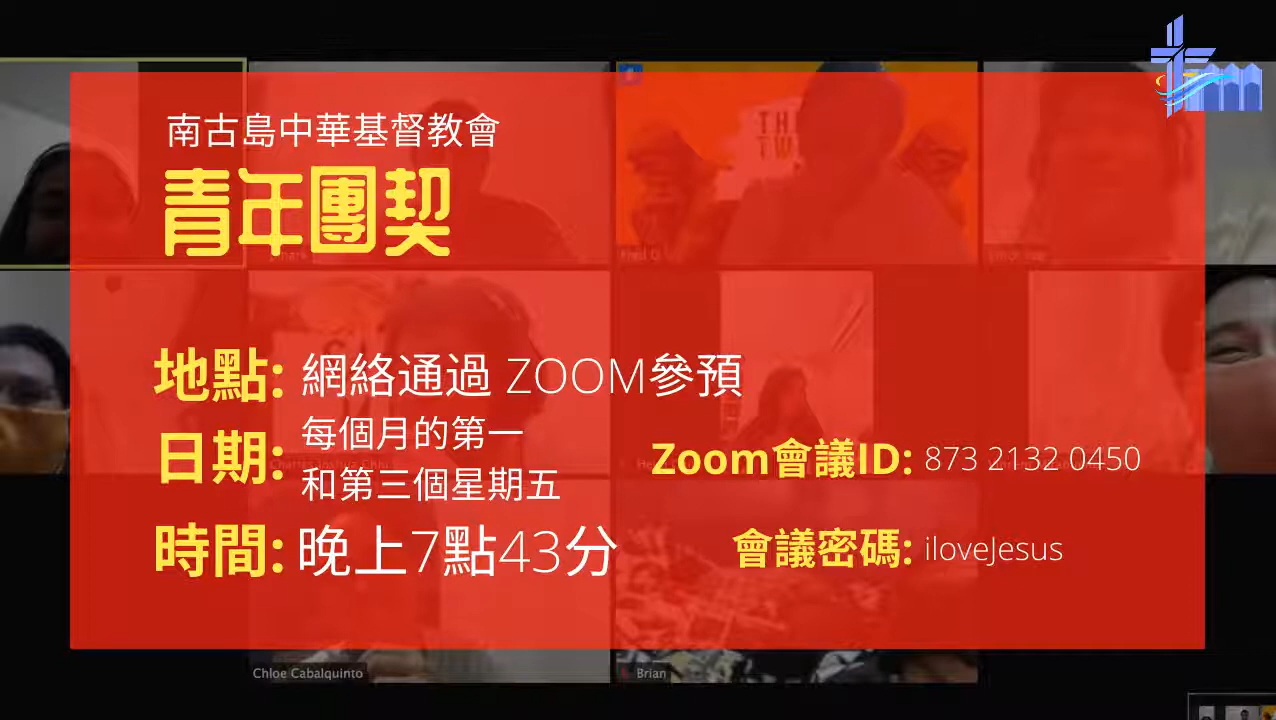 南古島中華基督教會
青年團契
地點: 網絡通過 ZOOM參預
日期: 每個月的第一
和第三個星期五
時間: 晚上7點43分
Zoom會議ID: 873 2132 0450
會議密碼: iloveJesus
Chloe Cabalquinto
Brian